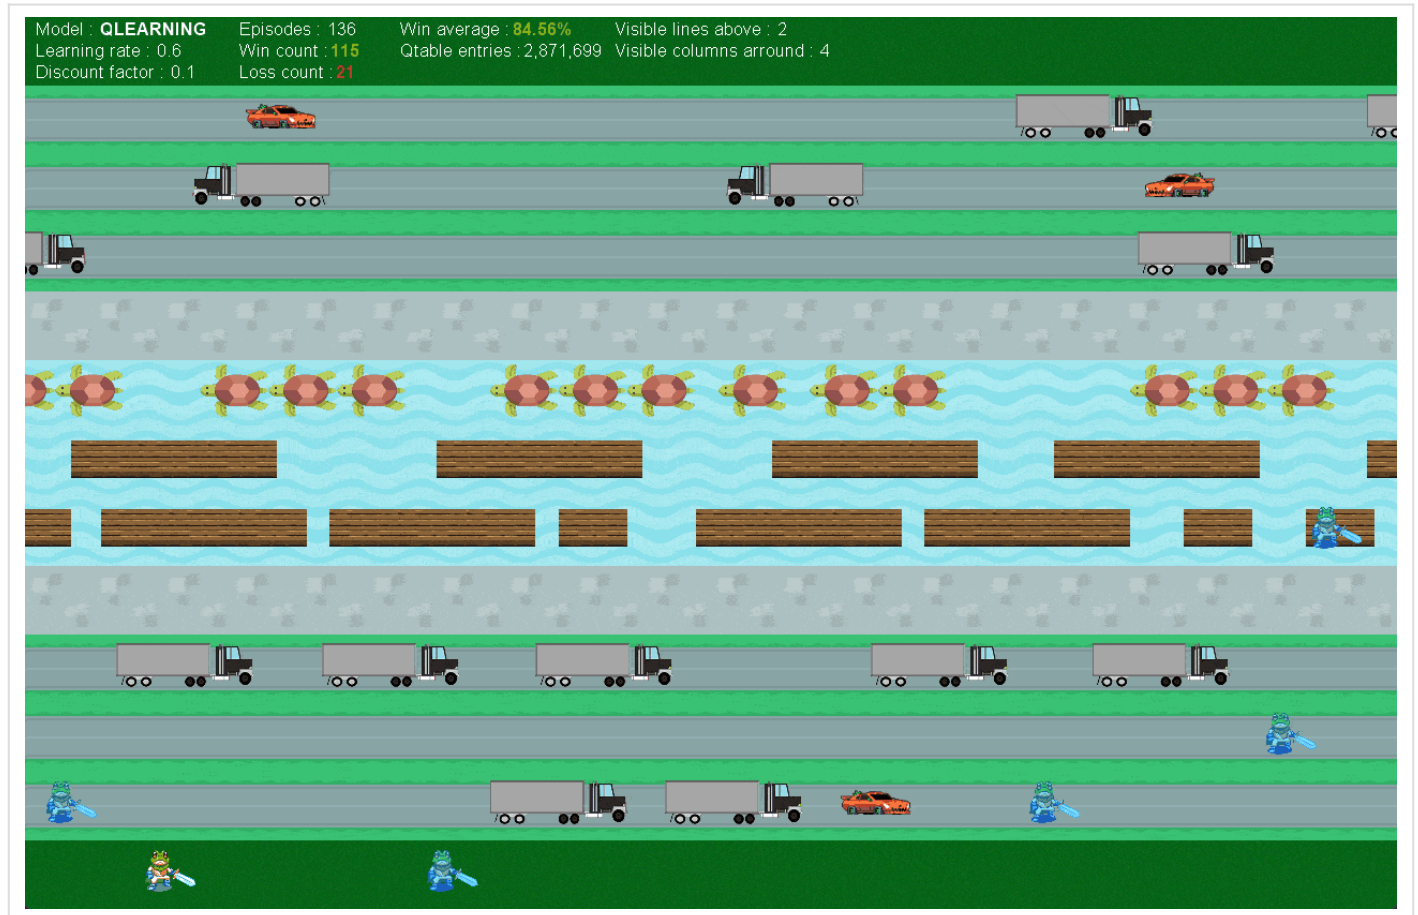 Model : QLEARNING Episodes : 136 Win average : 84.56% Visible lines above : 2
Learning rate : 0.6 Win count : 115 Qtable entries : 2,871,699 Visible columns arround : 4
Discount factor : 0.1 Loss count : 21